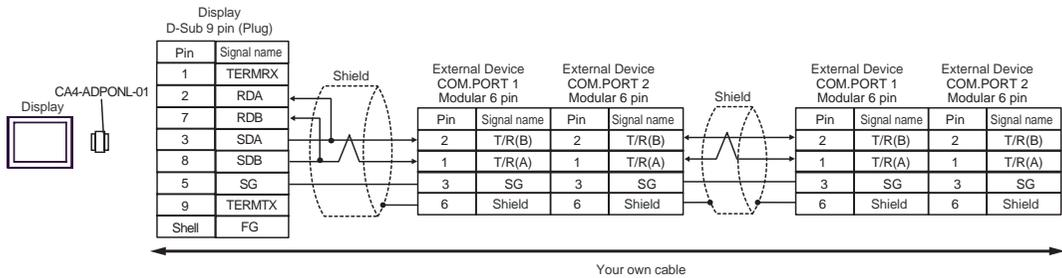 Display
D-Sub 9 pin (Plug)
Pin Signal name
1 TERMRX
2 RDA
7 RDB
3 SDA
8 SDB
5 SG
9 TERMTX
Shell FG
CA4-ADPONL-01
Display
Shield
External Device
COM.PORT 1
Modular 6 pin
External Device
COM.PORT 2
Modular 6 pin
Pin Signal name Pin Signal name
2 T/R(B) 2 T/R(B)
1 T/R(A) 1 T/R(A)
3 SG 3 SG
6 Shield 6 Shield
Shield
External Device
COM.PORT 1
Modular 6 pin
External Device
COM.PORT 2
Modular 6 pin
Pin Signal name Pin Signal name
2 T/R(B) 2 T/R(B)
1 T/R(A) 1 T/R(A)
3 SG 3 SG
6 Shield 6 Shield
Your own cable